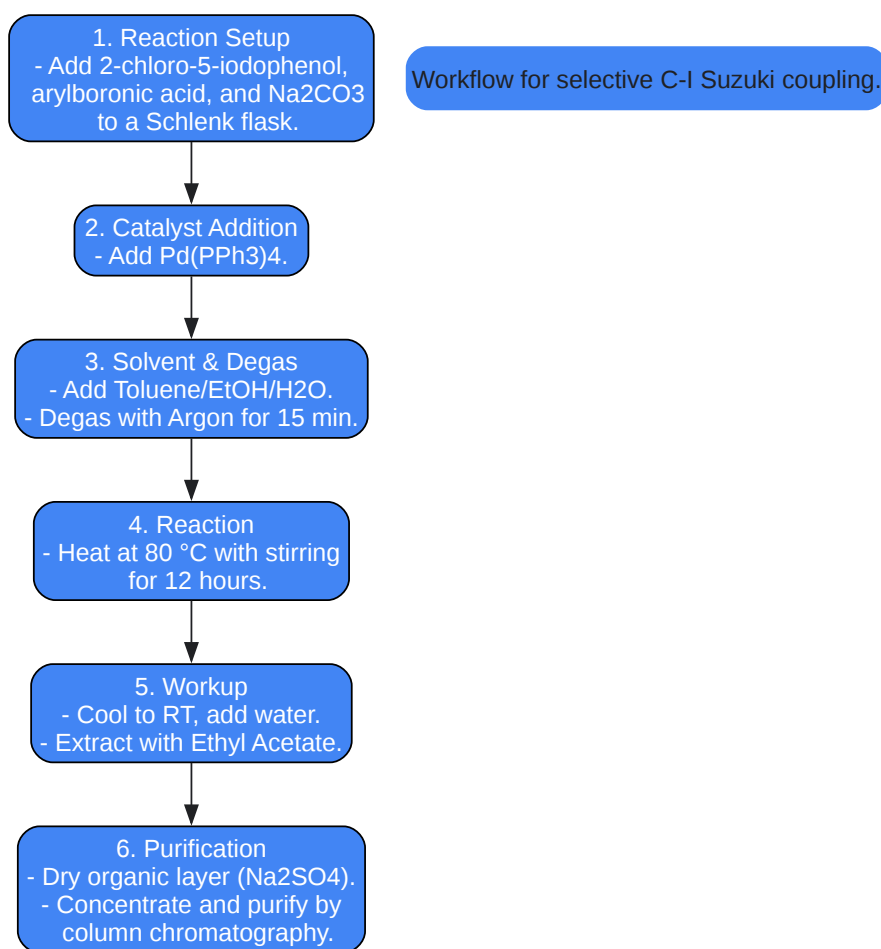 1. Reaction Setup
- Add 2-chloro-5-iodophenol,
arylboronic acid, and Na2CO3
to a Schlenk flask.
Workflow for selective C-I Suzuki coupling.
2. Catalyst Addition
- Add Pd(PPh3)4.
3. Solvent & Degas
- Add Toluene/EtOH/H2O.
- Degas with Argon for 15 min.
4. Reaction
- Heat at 80 °C with stirring
for 12 hours.
5. Workup
- Cool to RT, add water.
- Extract with Ethyl Acetate.
6. Purification
- Dry organic layer (Na2SO4).
- Concentrate and purify by
column chromatography.